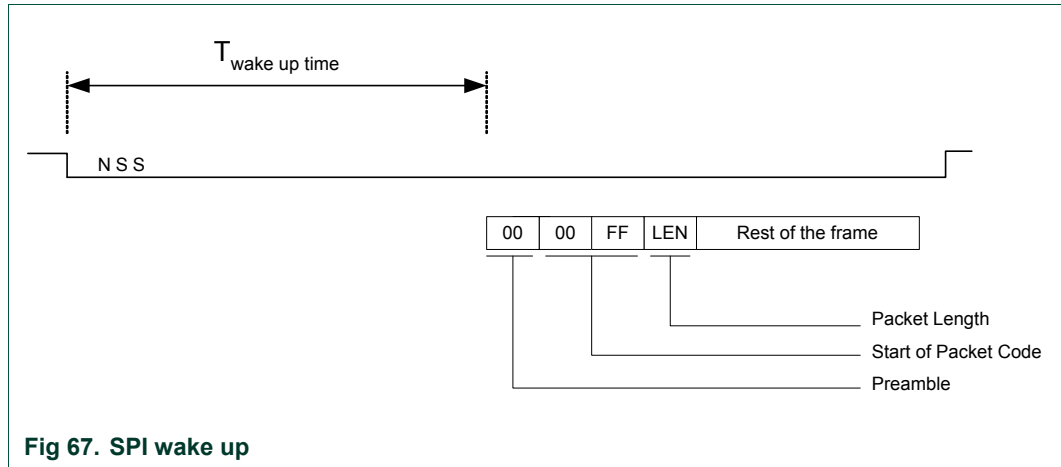 T wake up time
N S S
00 00 FF LEN Rest of the frame
Packet Length
Start of Packet Code
Preamble
Fig 67. SPI wake up